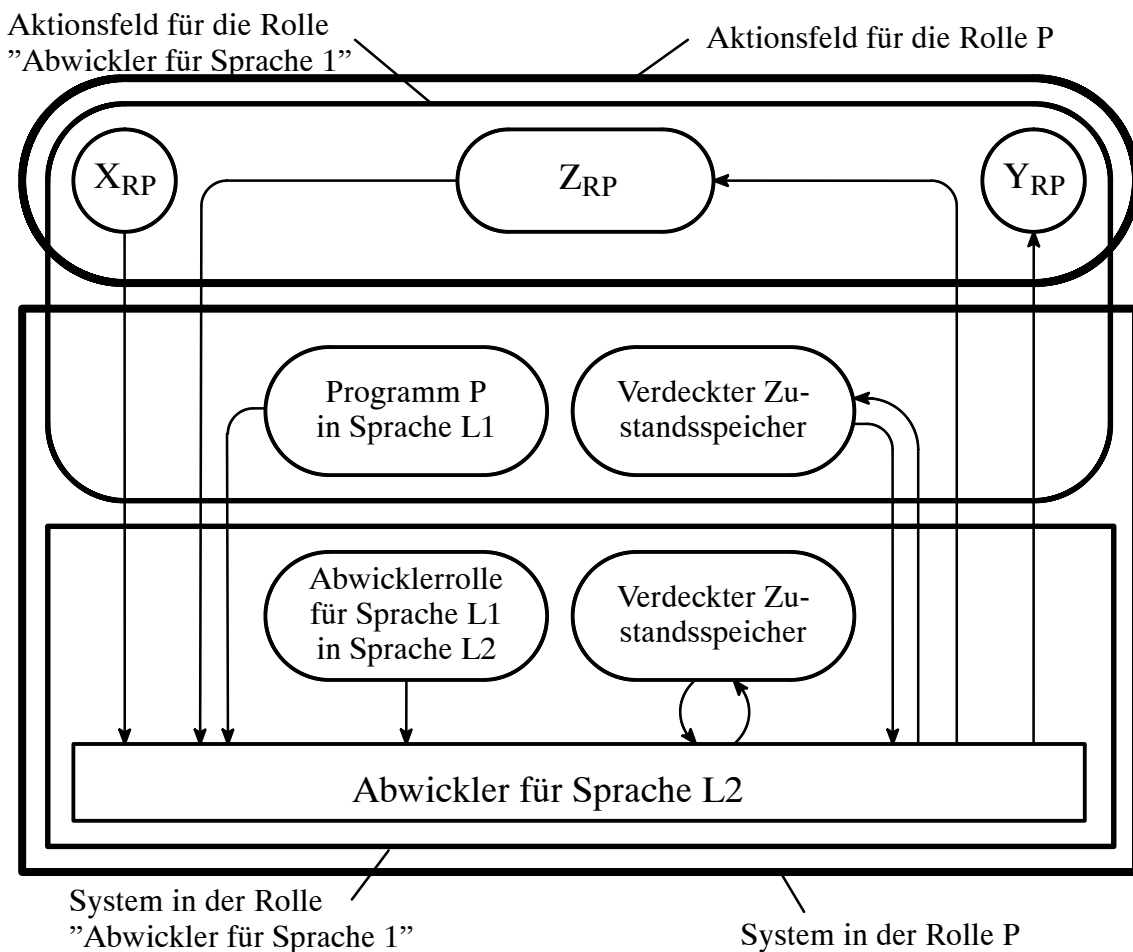 Aktionsfeld für die Rolle
”Abwickler für Sprache 1”
Aktionsfeld für die Rolle P
XRP
ZRP
YRP
Programm P
in Sprache L1
Verdeckter Zu-
standsspeicher
Abwicklerrolle
für Sprache L1
in Sprache L2
Verdeckter Zu-
standsspeicher
Abwickler für Sprache L2
System in der Rolle
”Abwickler für Sprache 1”
System in der Rolle P